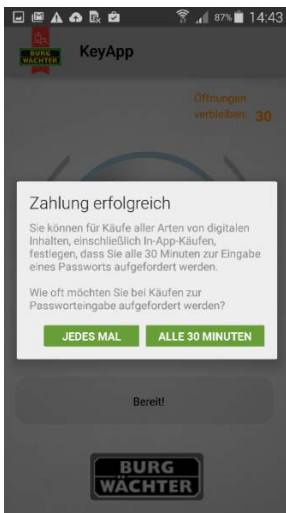 87% 14:43
BURG
WÄCHTER
KeyApp
Öffnungen
verbleiben: 30
Zahlung erfolgreich
Sie können für Käufe aller Arten von digitalen
Inhalten, einschließlich In-App-Käufen,
festlegen, dass Sie alle 30 Minuten zur Eingabe
eines Passworts aufgefordert werden.
Wie oft möchten Sie bei Käufen zur
Passworteingabe aufgefordert werden?
JEDES MAL ALLE 30 MINUTEN
Bereit!
BURG
WÄCHTER